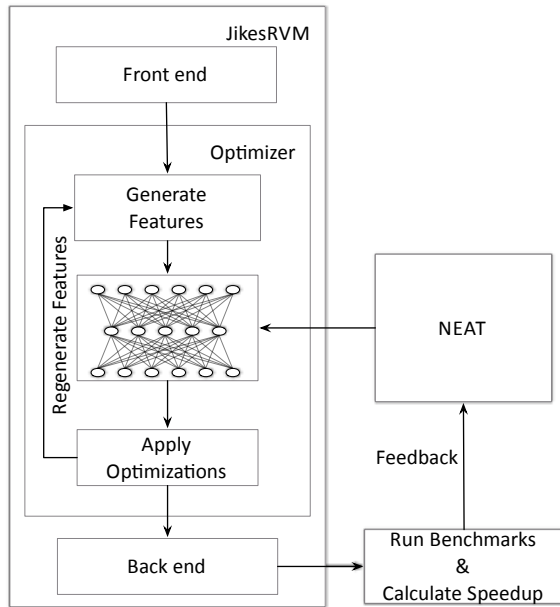 JikesRVM
Front end
Optimizer
Generate
Features
Regenerate Features
NEAT
Apply
Optimizations
Feedback
Back end
Run Benchmarks
&
Calculate Speedup